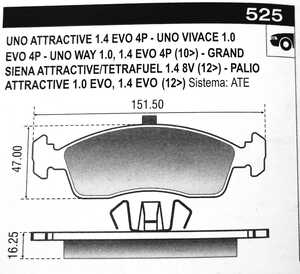 525
UNO ATTRACTIVE 1.4 EVO 4P - UNO VIVACE 1.0
EVO 4P - UNO WAY 1.0, 1.4 EVO 4P (10>) - GRAND
SIENA ATTRACTIVE/TETRAFUEL 1.4 8V (12>) - PALIO
ATTRACTIVE 1.0 EVO, 1.4 EVO (12>) Sistema: ATE
151.50
47.00
16.25